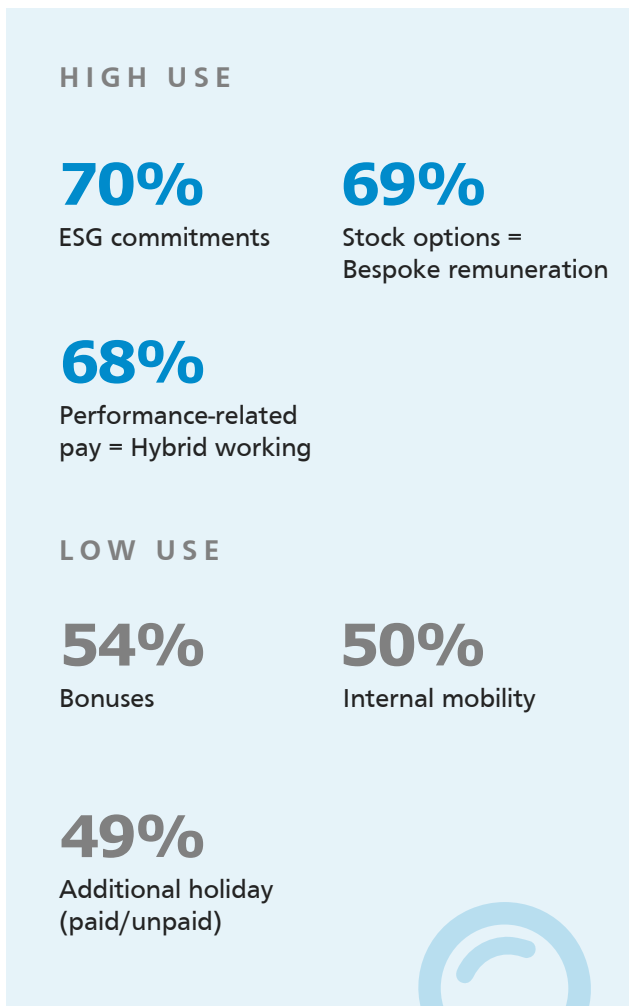 HIGH USE
70%
ESG commitments
69%
Stock options =
Bespoke remuneration
68%
Performance-related
pay = Hybrid working
LOW USE
54%
Bonuses
50%
Internal mobility
49%
Additional holiday
(paid/unpaid)